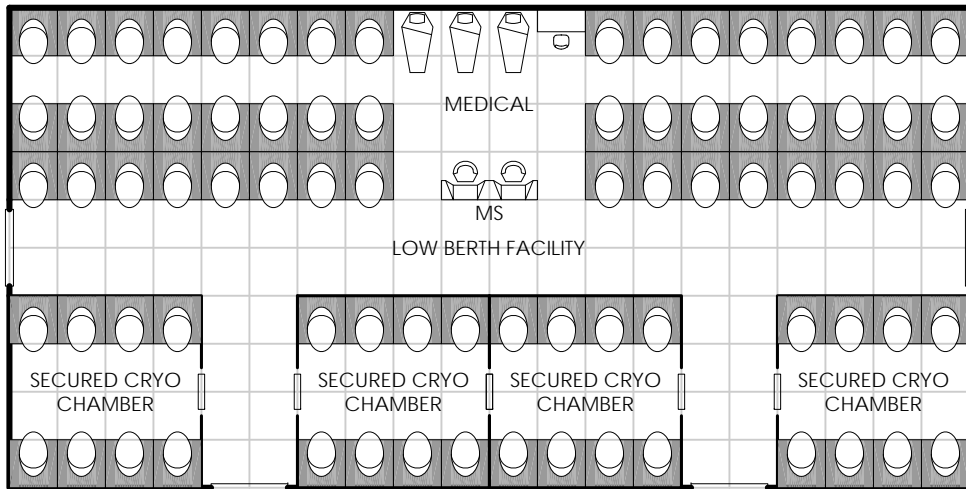 MEDICAL
MS
LOW BERTH FACILITY
SECURED CRYO
CHAMBER
SECURED CRYO
CHAMBER
SECURED CRYO
CHAMBER
SECURED CRYO
CHAMBER